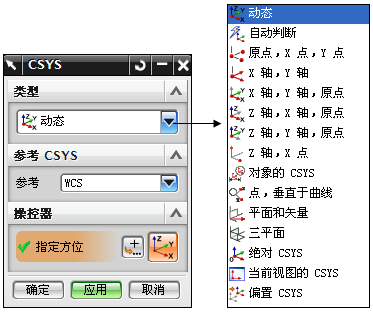 CSYS
类型
动态
参考 CSYS
参考
WCS
操控器
指定方位
确定
应用
取消
动态
自动判断
原点，X 点，Y 点
X 轴，Y 轴
X 轴，Y 轴，原点
Z 轴，X 轴，原点
Z 轴，Y 轴，原点
Z 轴，X 点
对象的 CSYS
点，垂直于曲线
平面和矢量
三平面
绝对 CSYS
当前视图的 CSYS
偏置 CSYS